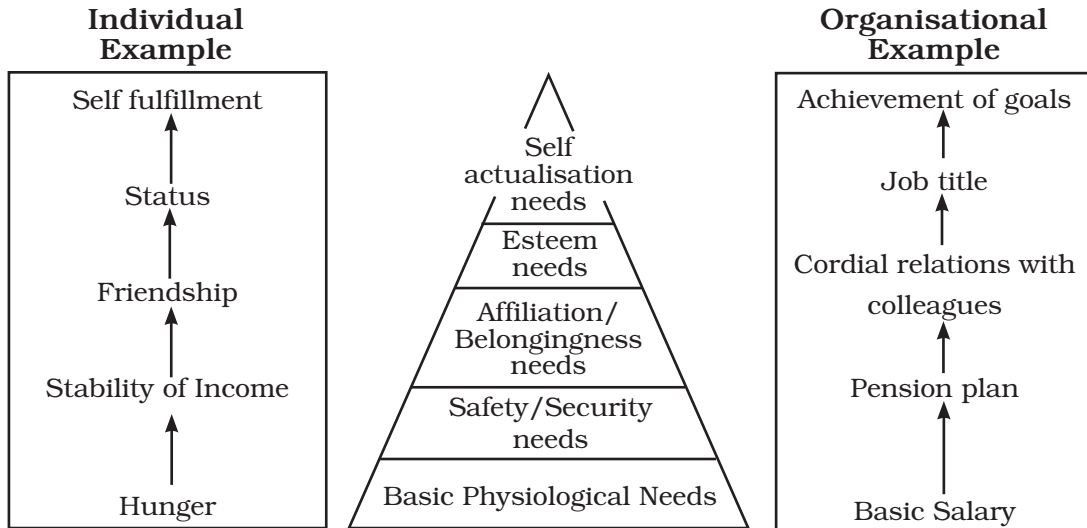 Individual
Example
Self fulfillment
Status
Friendship
Stability of Income
Hunger
Self
actualisation
needs
Esteem
needs
Affiliation/
Belongingness
needs
Safety/Security
needs
Basic Physiological Needs
Organisational
Example
Achievement of goals
Job title
Cordial relations with
colleagues
Pension plan
Basic Salary